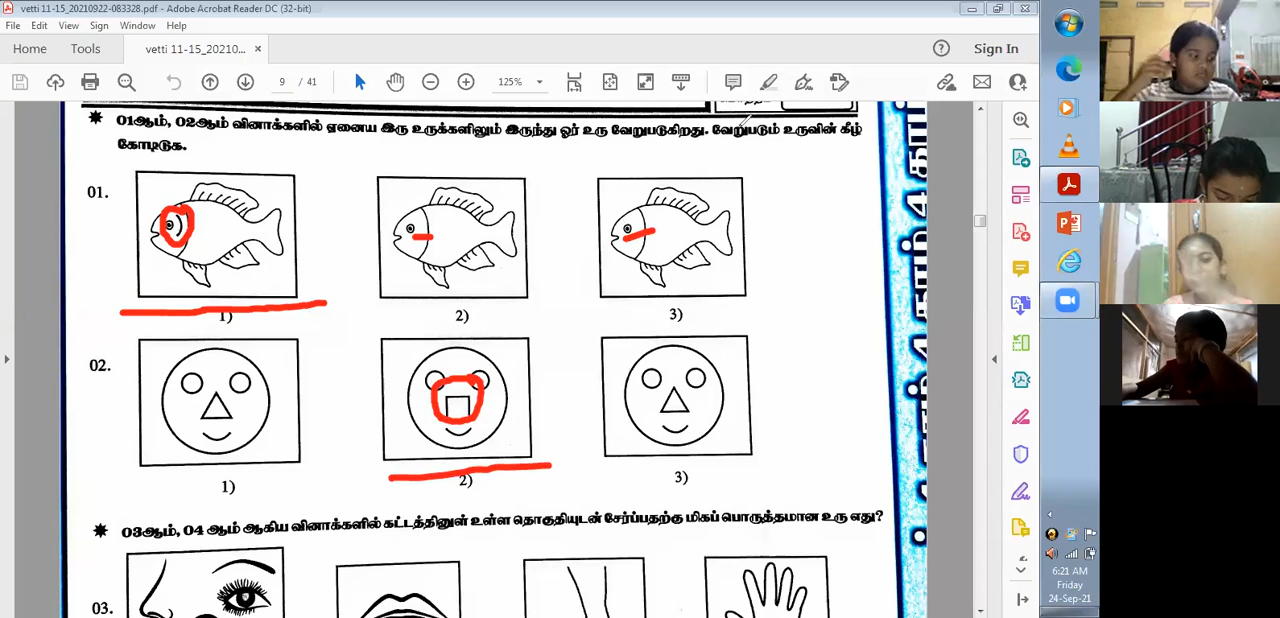 vetti 11-15_20210922-083328.pdf - Adobe Acrobat Reader DC (32-bit)
File Edit View Sign Window Help
Home Tools vetti 11-15_20210... × Sign In
9 / 41 125%
01ஆம், 02ஆம் வினாக்களில் ஏனைய இரு உருக்களிலும் இருந்து ஓர் உரு வேறுபடுகிறது. வேறுபடும் உருவின் கீழ்
கோடிடுக.
01.
1) 2) 3)
02.
1) 2) 3)
03ஆம், 04 ஆம் ஆகிய வினாக்களில் கட்டத்தினுள் உள்ள தொகுதியுடன் சேர்ப்பதற்கு மிகப் பொருத்தமான உரு எது?
03.
6:21 AM
Friday
24-Sep-21